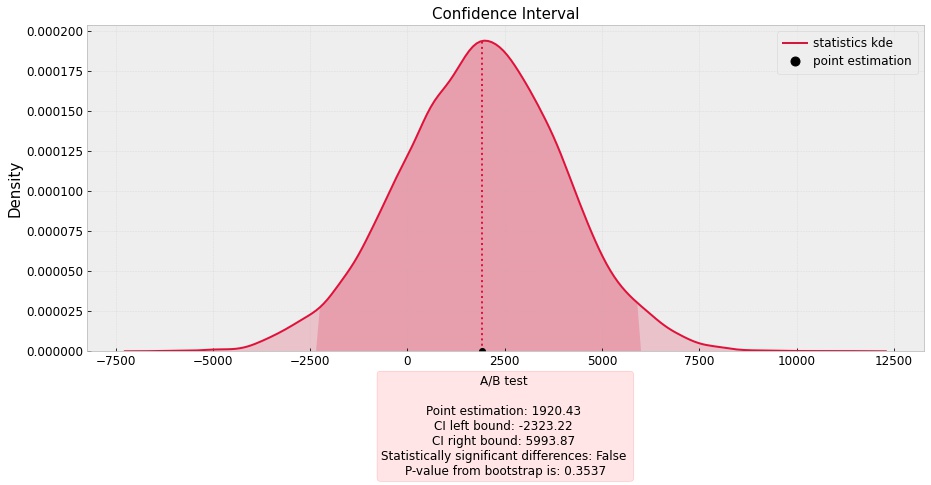 Confidence Interval
statistics kde
point estimation
Density
0.000200
0.000175
0.000150
0.000125
0.000100
0.000075
0.000050
0.000025
0.000000
−7500 −5000 −2500 0 2500 5000 7500 10000 12500
A/B test
Point estimation: 1920.43
CI left bound: -2323.22
CI right bound: 5993.87
Statistically significant differences: False
P-value from bootstrap is: 0.3537